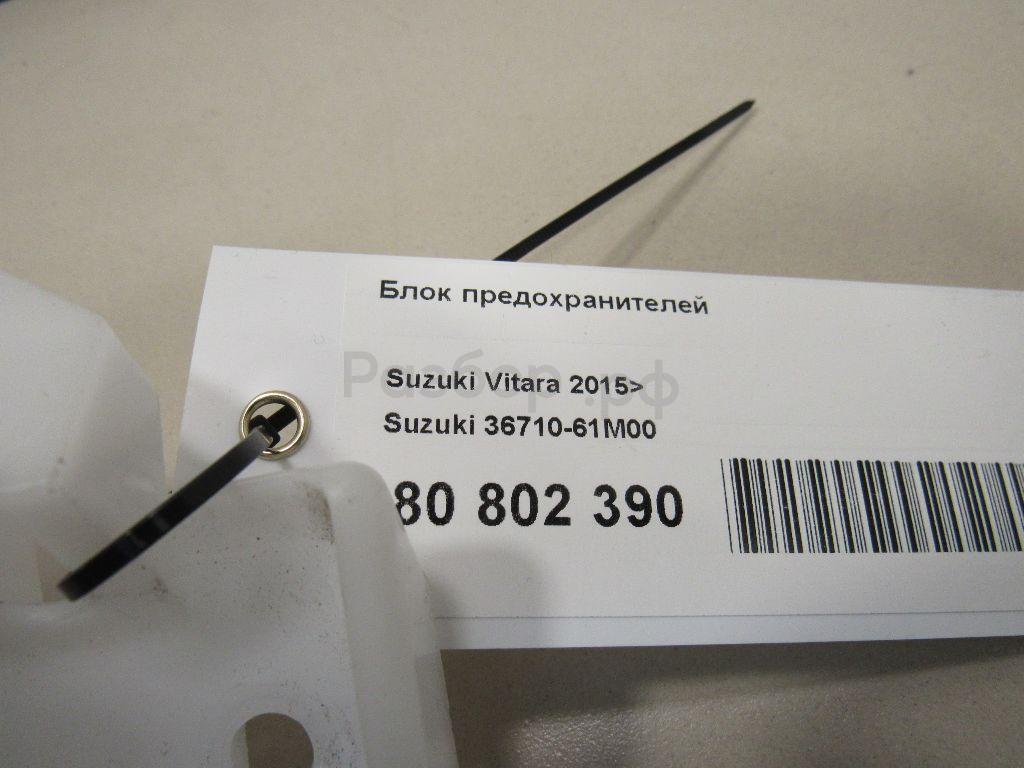 Блок предохранителей
Разбор.рф
Suzuki Vitara 2015>
Suzuki 36710-61M00
80 802 390